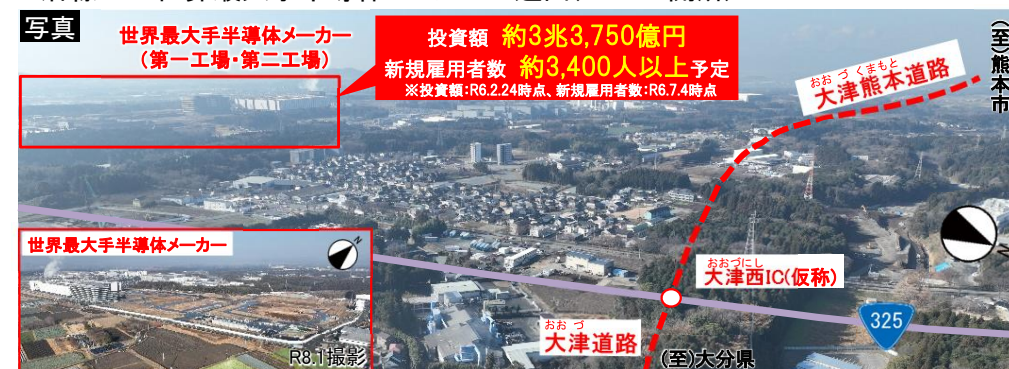 写真
世界最大手半導体メーカー
(第一工場・第二工場)
投資額 約3兆3,750億円
新規雇用者数 約3,400人以上予定
※投資額:R6.2.24時点、新規雇用者数:R6.7.4時点
おおづくまもと
大津熊本道路
(至)熊本市
世界最大手半導体メーカー
N
R8.1撮影
おおづにし
大津西IC(仮称)
N
325
おおづ
大津道路
(至)大分県